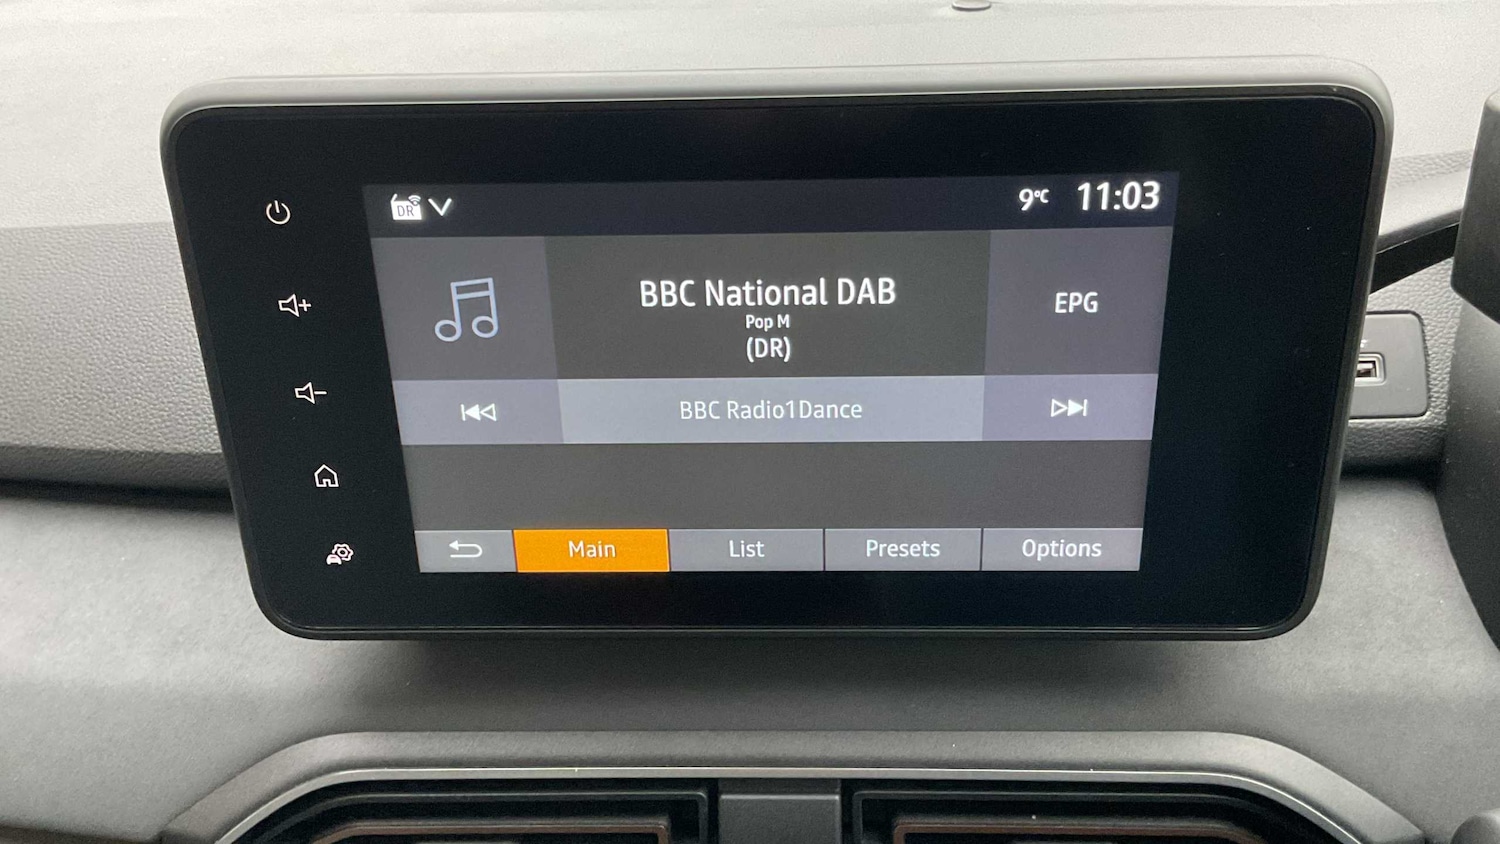 DR
9°C 11:03
BBC National DAB
Pop M
(DR)
EPG
BBC Radio1Dance
Main List Presets Options